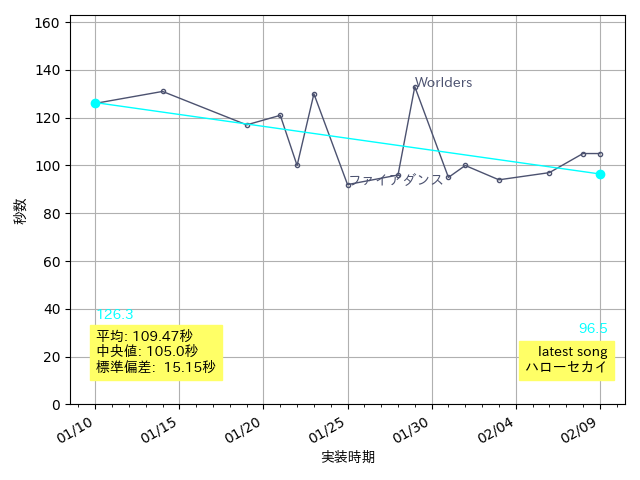 160
140
120
100
80
60
40
20
0
秒数
Worlders
ファイアダンス
126.3
平均: 109.47秒
中央値: 105.0秒
標準偏差: 15.15秒
96.5
latest song
ハローセカイ
01/10
01/15
01/20
01/25
01/30
02/04
02/09
実装時期